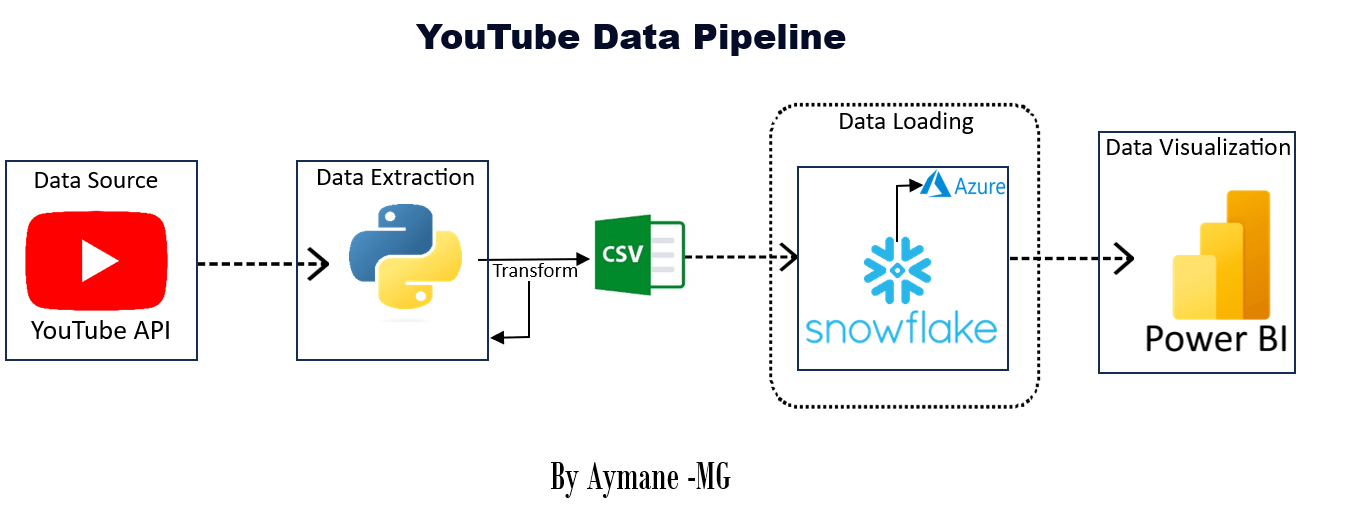 YouTube Data Pipeline
Data Source
YouTube API
Data Extraction
Transform
CSV
Data Loading
Azure
snowflake
Data Visualization
Power BI
By Aymane -MG